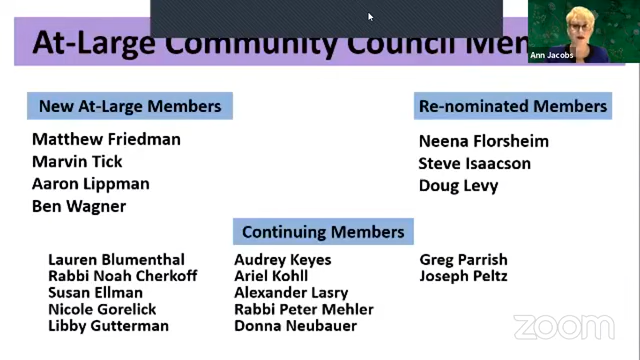 At-Large Community Council Mem
Ann Jacobs
New At-Large Members
Re-nominated Members
Matthew Friedman
Marvin Tick
Aaron Lippman
Ben Wagner
Neena Florsheim
Steve Isaacson
Doug Levy
Continuing Members
Lauren Blumenthal
Rabbi Noah Cherkoff
Susan Ellman
Nicole Gorelick
Libby Gutterman
Audrey Keyes
Ariel Kohll
Alexander Lasry
Rabbi Peter Mehler
Donna Neubauer
Greg Parrish
Joseph Peltz
zoom